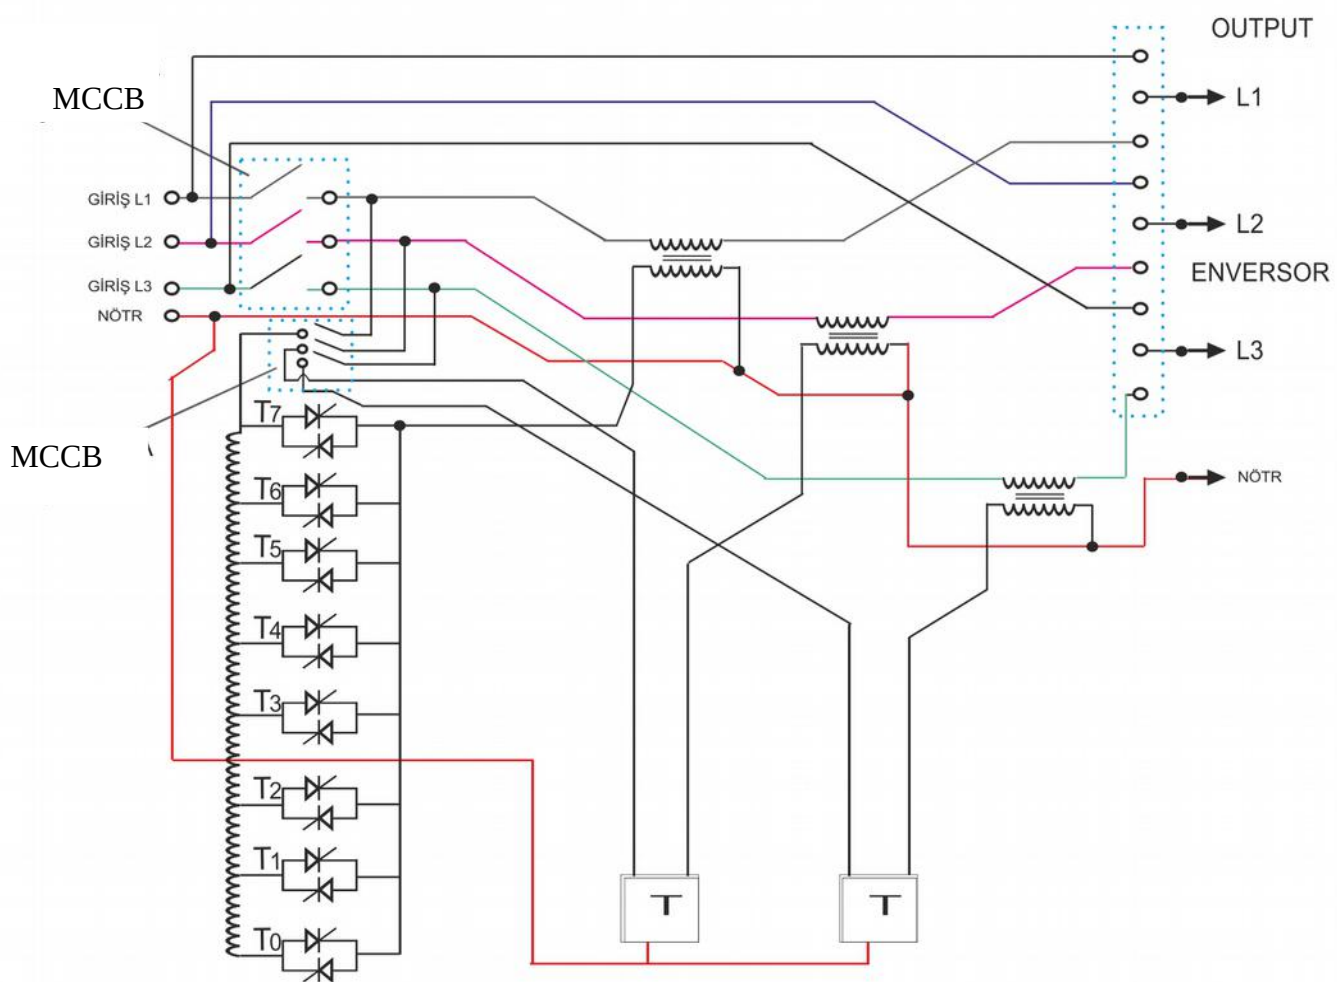 OUTPUT
MCCB
L1
GİRİŞ L1
GİRİŞ L2
L2
ENVERSOR
GİRİŞ L3
NÖTR
L3
T7
MCCB
NÖTR
T6
T5
T4
T3
T2
T1
T
T
T0